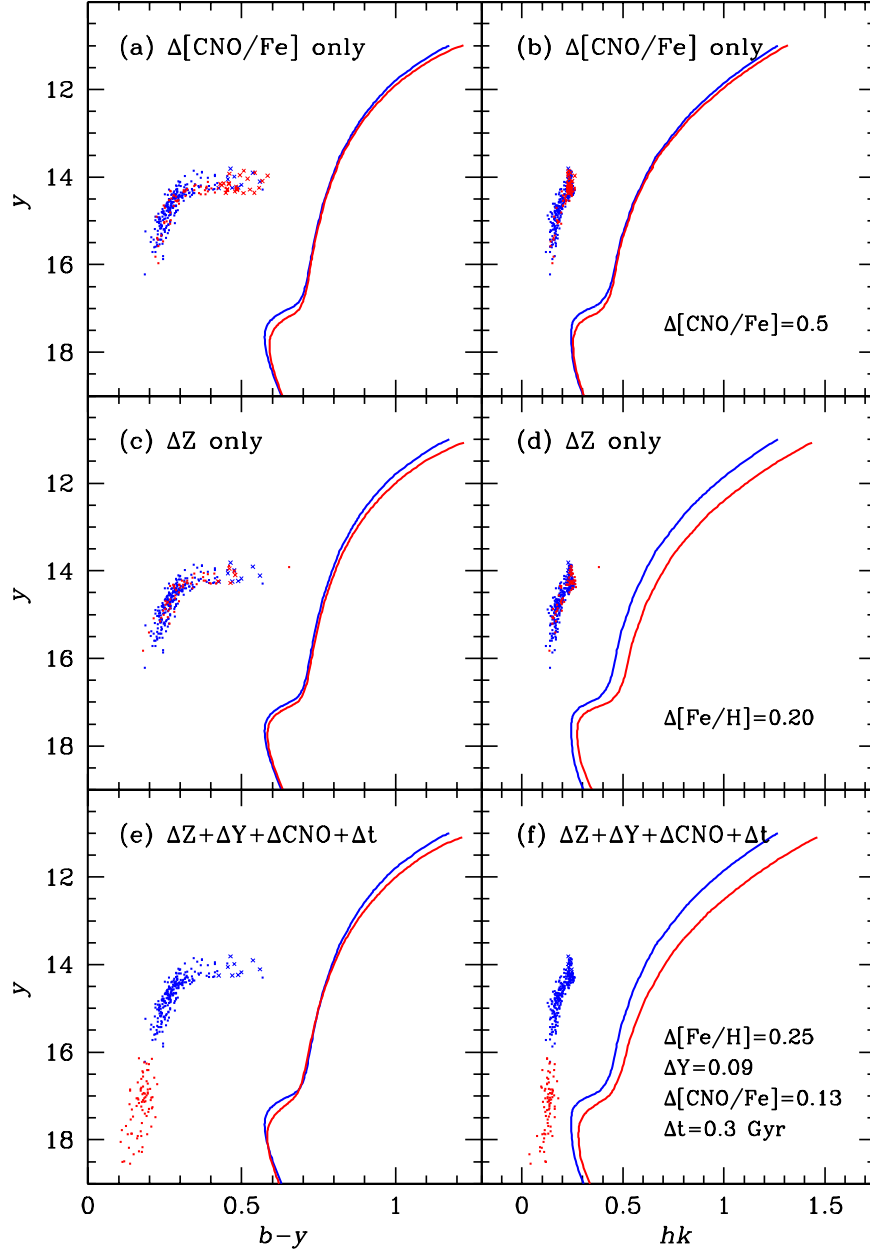 (a) Δ[CNO/Fe] only
(b) Δ[CNO/Fe] only
12
14
16
18
y
Δ[CNO/Fe]=0.5
(c) ΔZ only
(d) ΔZ only
12
14
16
18
y
Δ[Fe/H]=0.20
(e) ΔZ+ΔY+ΔCNO+Δt
(f) ΔZ+ΔY+ΔCNO+Δt
12
14
16
18
y
Δ[Fe/H]=0.25
ΔY=0.09
Δ[CNO/Fe]=0.13
Δt=0.3 Gyr
0 0.5 1
0 0.5 1 1.5
b−y
hk